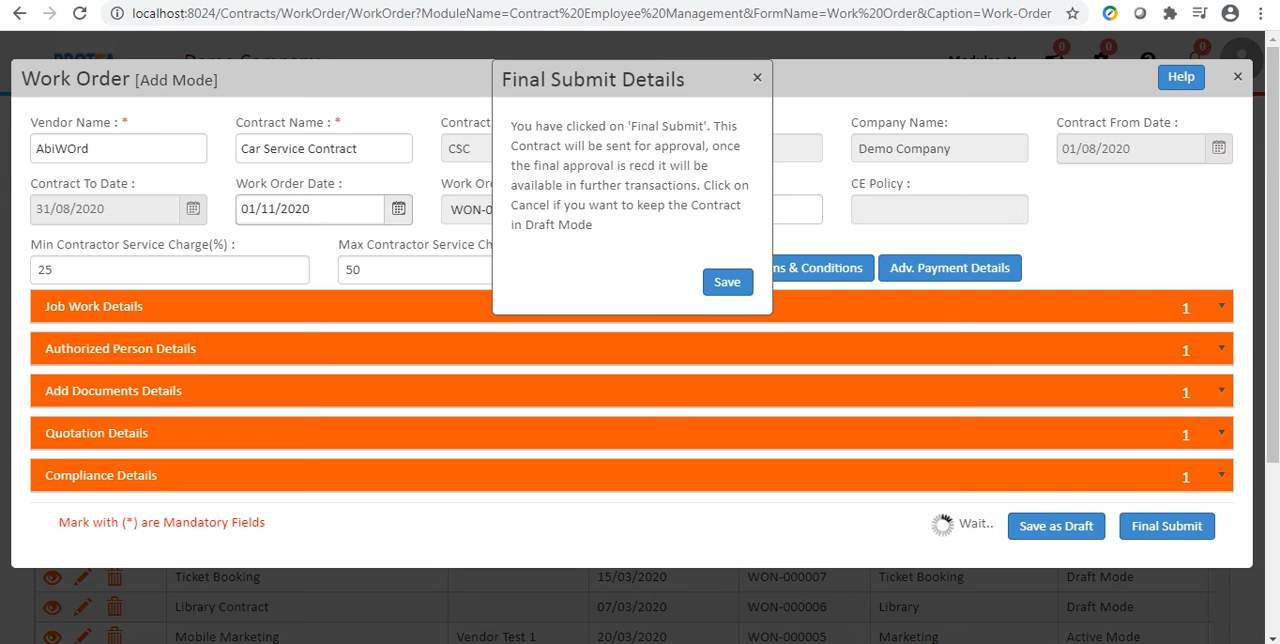 localhost:8024/Contracts/WorkOrder/WorkOrder?ModuleName=Contract%20Employee%20Management&FormName=Work%20Order&Caption=Work-Order
0 0 0
Work Order [Add Mode]
Help ×
Final Submit Details ×
You have clicked on 'Final Submit'. This
Contract will be sent for approval, once
the final approval is recd it will be
available in further transactions. Click on
Cancel if you want to keep the Contract
in Draft Mode
Save
Vendor Name : * Contract Name : * Contract Company Name: Contract From Date :
AbiWOrd Car Service Contract CSC Demo Company 01/08/2020
Contract To Date : Work Order Date : Work Or CE Policy :
31/08/2020 01/11/2020 WON-0
Min Contractor Service Charge(%) : Max Contractor Service Ch
25 50 ms & Conditions Adv. Payment Details
Job Work Details 1
Authorized Person Details 1
Add Documents Details 1
Quotation Details 1
Compliance Details 1
Mark with (*) are Mandatory Fields Wait.. Save as Draft Final Submit
Ticket Booking 15/03/2020 WON-000007 Ticket Booking Draft Mode
Library Contract 07/03/2020 WON-000006 Library Draft Mode
Mobile Marketing Vendor Test 1 20/03/2020 WON-000005 Marketing Active Mode